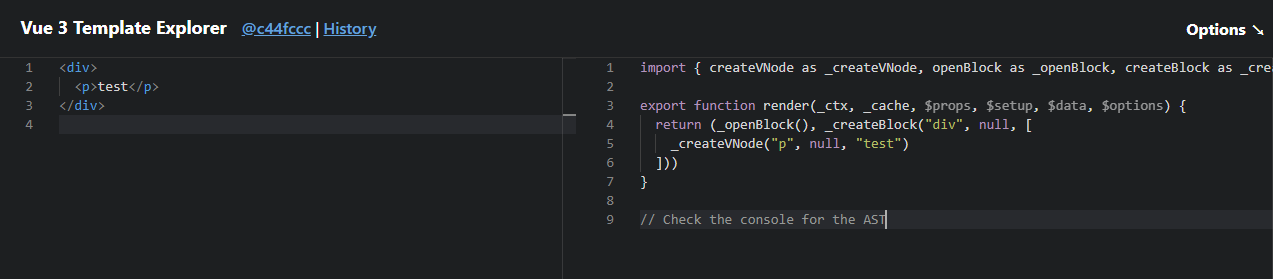 Vue 3 Template Explorer @c44fccc | History
Options ↘
1 <div>
2 <p>test</p>
3 </div>
4
1 import { createVNode as _createVNode, openBlock as _openBlock, createBlock as _cre
2
3 export function render(_ctx, _cache, $props, $setup, $data, $options) {
4 return (_openBlock(), _createBlock("div", null, [
5 _createVNode("p", null, "test")
6 ]))
7 }
8
9 // Check the console for the AST